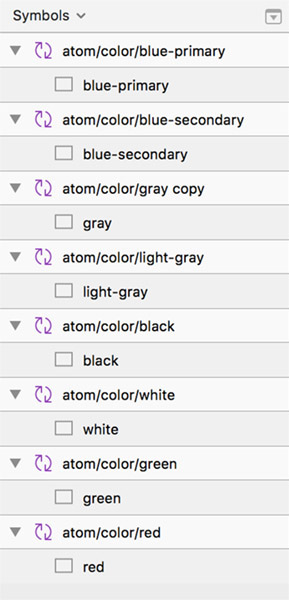 Symbols
atom/color/blue-primary
blue-primary
atom/color/blue-secondary
blue-secondary
atom/color/gray copy
gray
atom/color/light-gray
light-gray
atom/color/black
black
atom/color/white
white
atom/color/green
green
atom/color/red
red